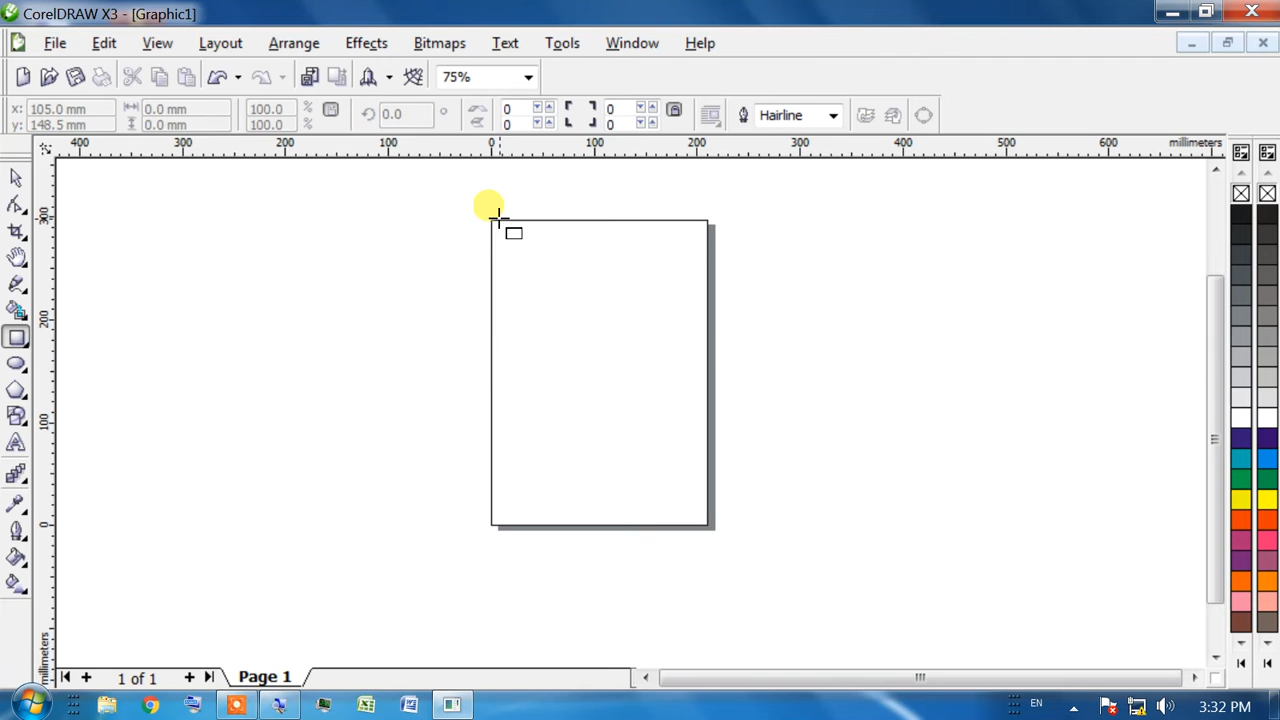 CorelDRAW X3 - [Graphic1]
File Edit View Layout Arrange Effects Bitmaps Text Tools Window Help
75%
x: 105.0 mm 0.0 mm 100.0 % 0.0 ° 0 0 Hairline
y: 148.5 mm 0.0 mm 100.0 % 0 0
400 300 200 100 0 100 200 300 400 500 600 millimeters
300
200
100
0
millimeters
1 of 1 Page 1
EN 3:32 PM